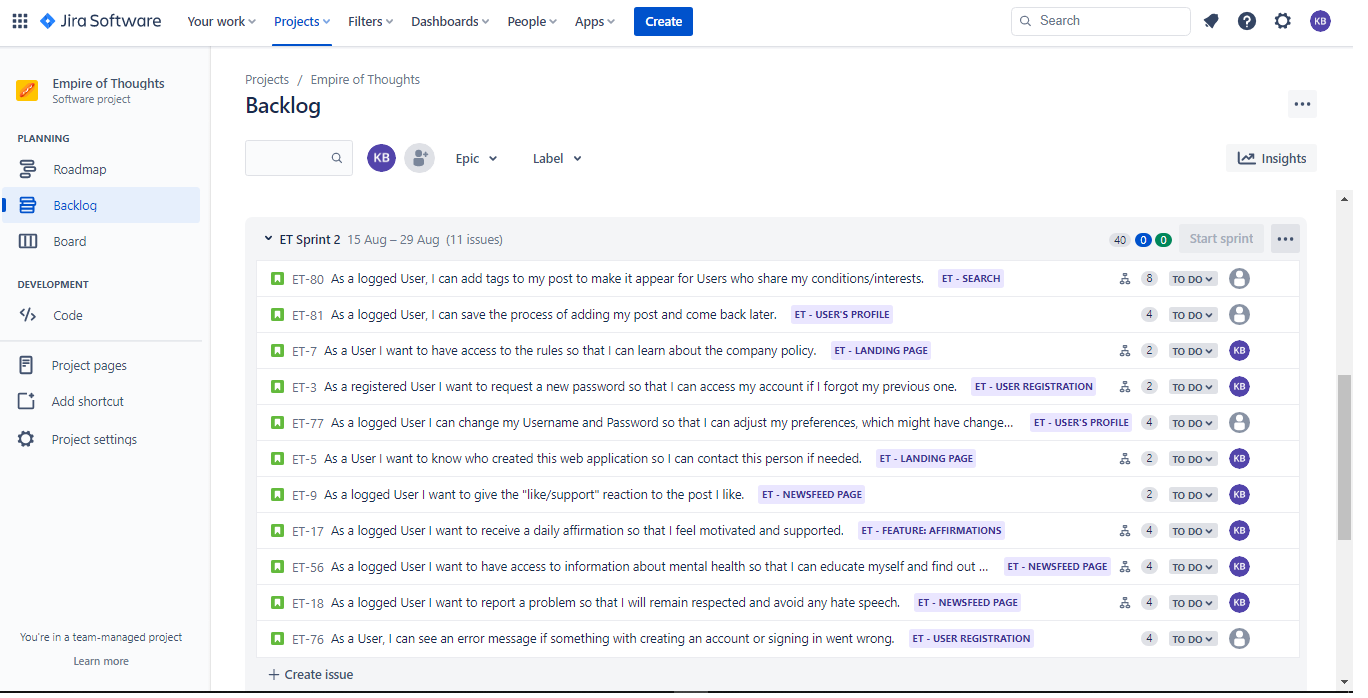 Jira Software Your work Projects Filters Dashboards People Apps Create Search KB
Empire of Thoughts
Software project
PLANNING
Roadmap
Backlog
Board
DEVELOPMENT
Code
Project pages
Add shortcut
Project settings
You're in a team-managed project
Learn more
Projects / Empire of Thoughts
Backlog
KB Epic Label Insights
ET Sprint 2 15 Aug – 29 Aug (11 issues) 40 0 0 Start sprint
ET-80 As a logged User, I can add tags to my post to make it appear for Users who share my conditions/interests. ET - SEARCH 8 TO DO
ET-81 As a logged User, I can save the process of adding my post and come back later. ET - USER'S PROFILE 4 TO DO
ET-7 As a User I want to have access to the rules so that I can learn about the company policy. ET - LANDING PAGE 2 TO DO KB
ET-3 As a registered User I want to request a new password so that I can access my account if I forgot my previous one. ET - USER REGISTRATION 2 TO DO KB
ET-77 As a logged User I can change my Username and Password so that I can adjust my preferences, which might have change... ET - USER'S PROFILE 4 TO DO
ET-5 As a User I want to know who created this web application so I can contact this person if needed. ET - LANDING PAGE 2 TO DO KB
ET-9 As a logged User I want to give the "like/support" reaction to the post I like. ET - NEWSFEED PAGE 2 TO DO KB
ET-17 As a logged User I want to receive a daily affirmation so that I feel motivated and supported. ET - FEATURE: AFFIRMATIONS 4 TO DO KB
ET-56 As a logged User I want to have access to information about mental health so that I can educate myself and find out ... ET - NEWSFEED PAGE 4 TO DO KB
ET-18 As a logged User I want to report a problem so that I will remain respected and avoid any hate speech. ET - NEWSFEED PAGE 4 TO DO KB
ET-76 As a User, I can see an error message if something with creating an account or signing in went wrong. ET - USER REGISTRATION 4 TO DO
+ Create issue